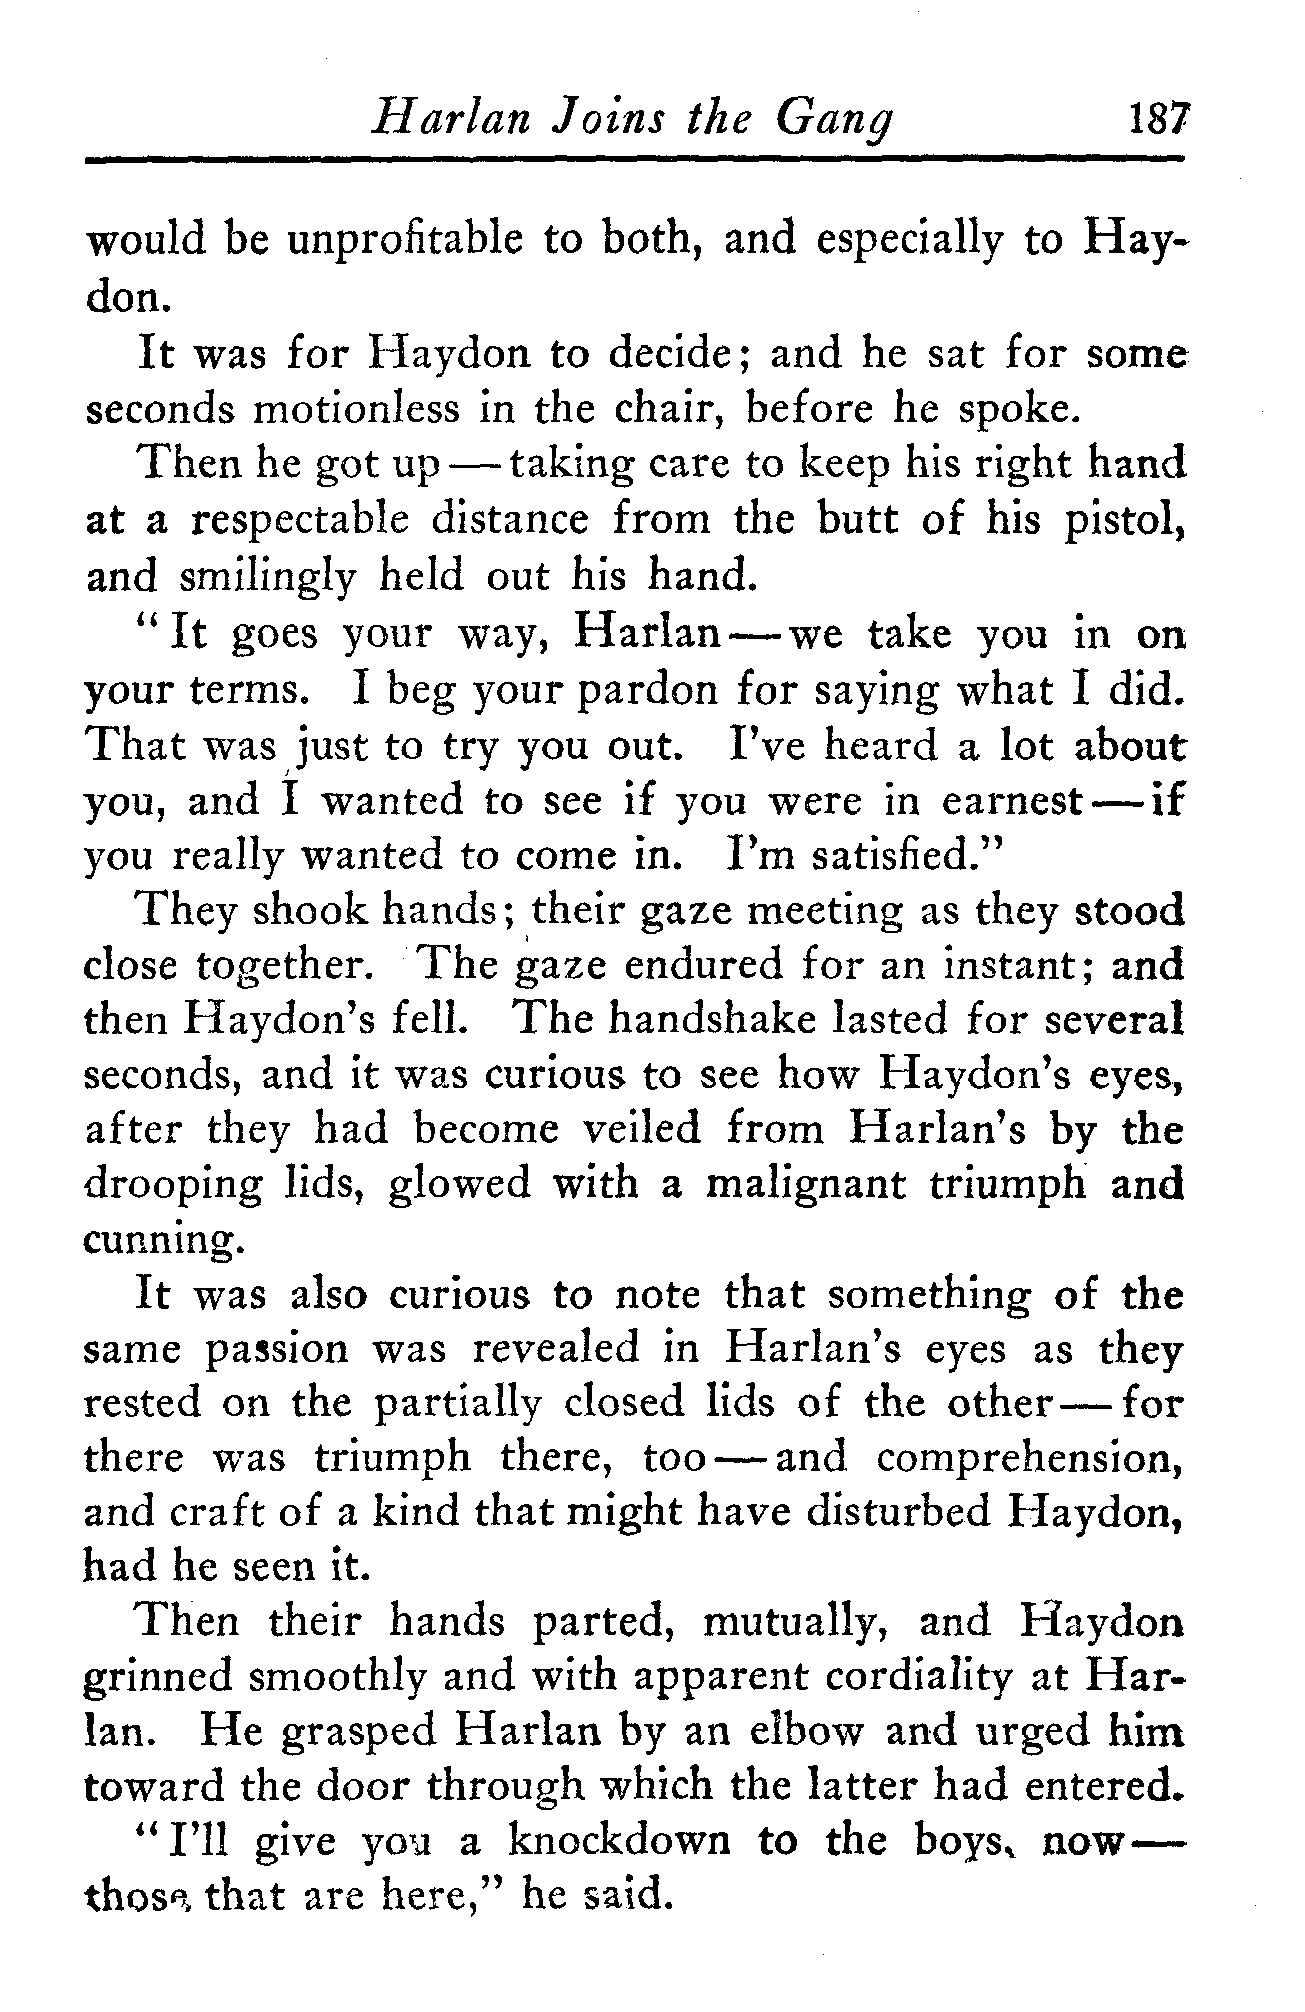 Harlan Joins the Gang 187
would be unprofitable to both, and especially to Hay-
don.
It was for Haydon to decide; and he sat for some
seconds motionless in the chair, before he spoke.
Then he got up — taking care to keep his right hand
at a respectable distance from the butt of his pistol,
and smilingly held out his hand.
"It goes your way, Harlan — we take you in on
your terms. I beg your pardon for saying what I did.
That was just to try you out. I've heard a lot about
you, and I wanted to see if you were in earnest — if
you really wanted to come in. I'm satisfied."
They shook hands; their gaze meeting as they stood
close together. The gaze endured for an instant; and
then Haydon's fell. The handshake lasted for several
seconds, and it was curious to see how Haydon's eyes,
after they had become veiled from Harlan's by the
drooping lids, glowed with a malignant triumph and
cunning.
It was also curious to note that something of the
same passion was revealed in Harlan's eyes as they
rested on the partially closed lids of the other — for
there was triumph there, too — and comprehension,
and craft of a kind that might have disturbed Haydon,
had he seen it.
Then their hands parted, mutually, and Haydon
grinned smoothly and with apparent cordiality at Har-
lan. He grasped Harlan by an elbow and urged him
toward the door through which the latter had entered.
"I'll give you a knockdown to the boys, now —
those that are here," he said.